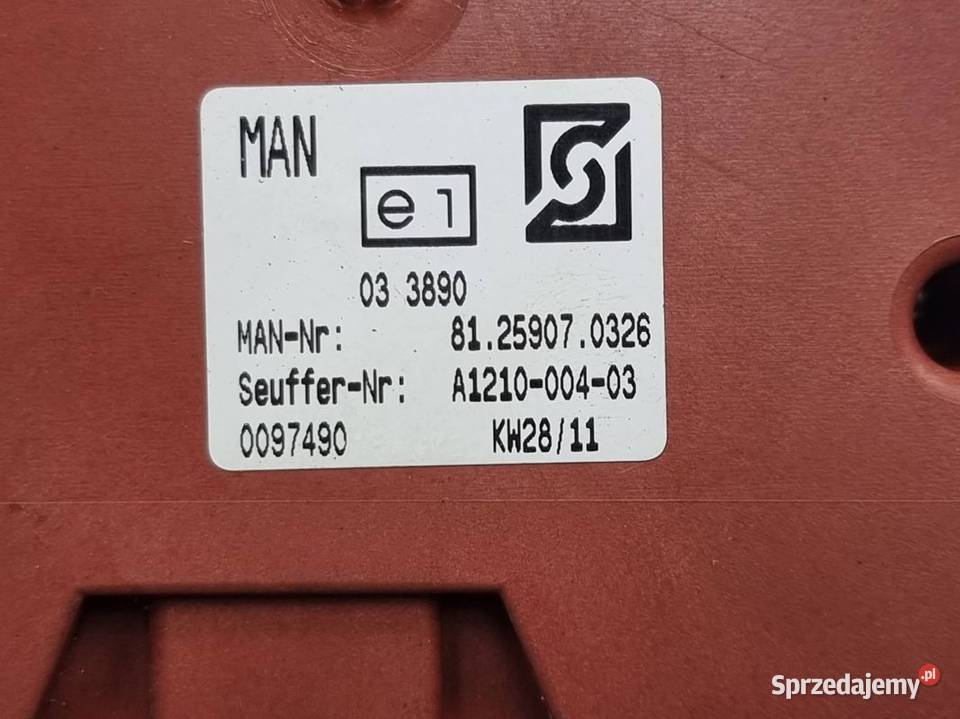 MAN
e1
03 3890
MAN-Nr: 81.25907.0326
Seuffer-Nr: A1210-004-03
0097490 KW28/11
Sprzedajemy.pl